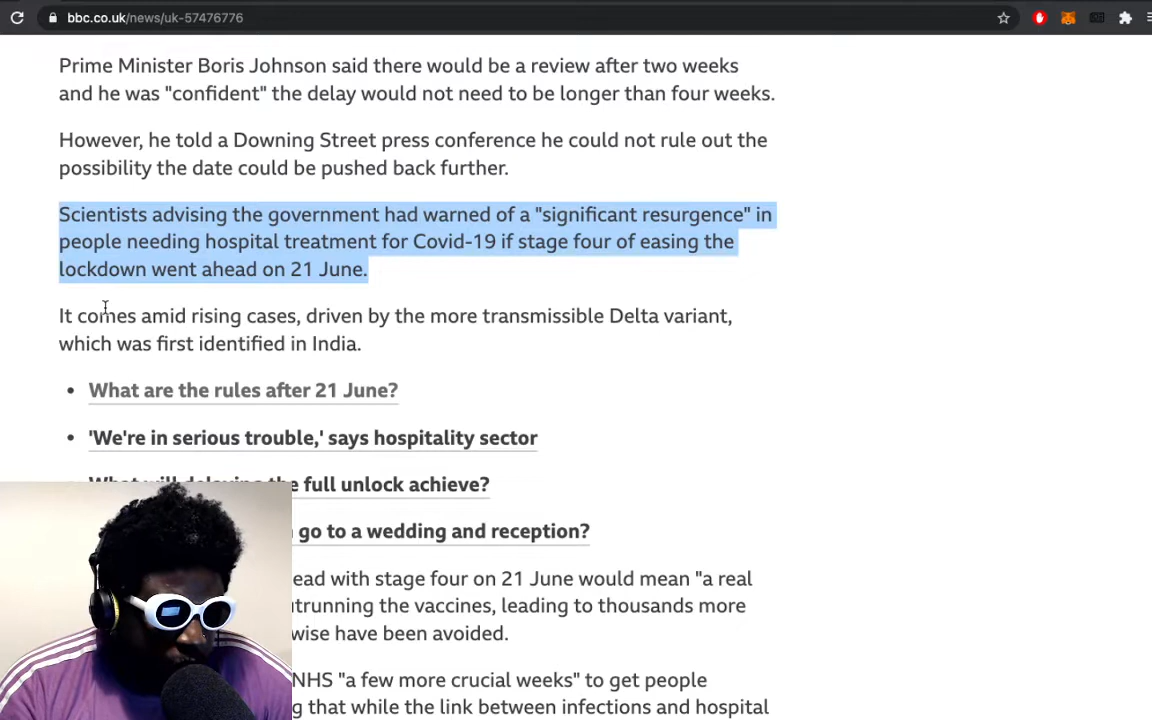 bbc.co.uk/news/uk-57476776
Prime Minister Boris Johnson said there would be a review after two weeks
and he was "confident" the delay would not need to be longer than four weeks.
However, he told a Downing Street press conference he could not rule out the
possibility the date could be pushed back further.
Scientists advising the government had warned of a "significant resurgence" in
people needing hospital treatment for Covid-19 if stage four of easing the
lockdown went ahead on 21 June.
It comes amid rising cases, driven by the more transmissible Delta variant,
which was first identified in India.
• What are the rules after 21 June?
• 'We're in serious trouble,' says hospitality sector
What will delaying the full unlock achieve?
go to a wedding and reception?
ead with stage four on 21 June would mean "a real
utrunning the vaccines, leading to thousands more
wise have been avoided.
NHS "a few more crucial weeks" to get people
g that while the link between infections and hospital